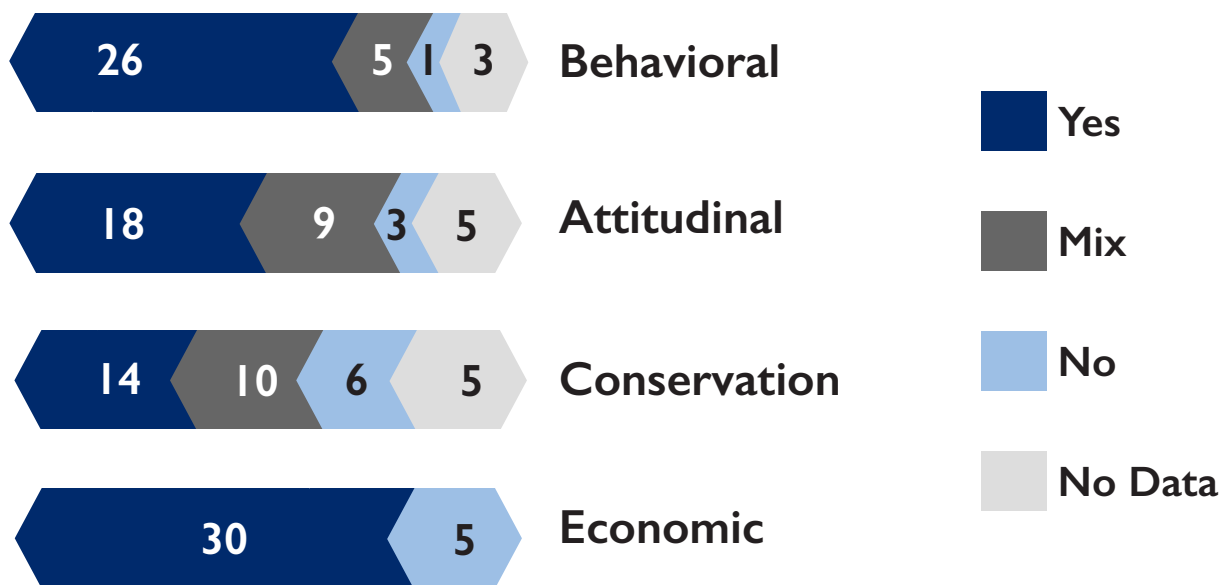 26 5 1 3 Behavioral
18 9 3 5 Attitudinal
14 10 6 5 Conservation
30 5 Economic
Yes
Mix
No
No Data